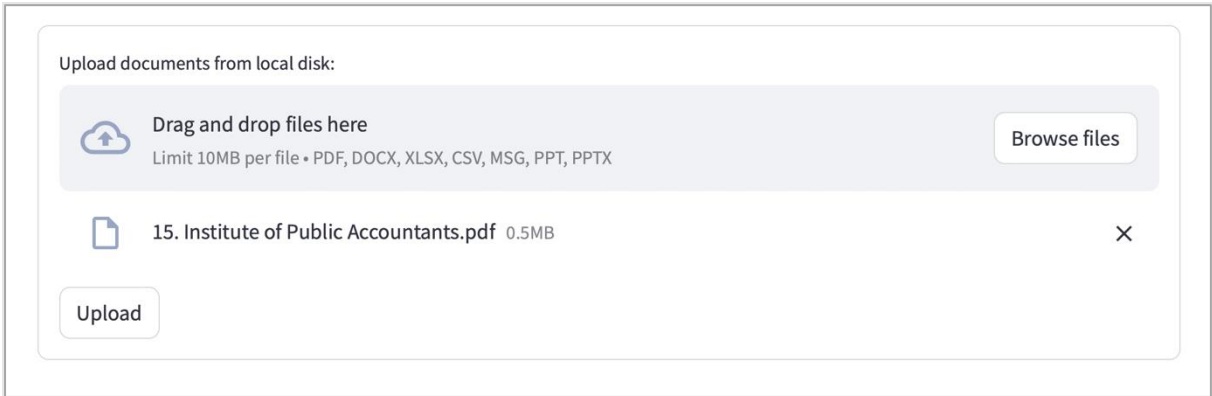 Upload documents from local disk:
Drag and drop files here
Limit 10MB per file • PDF, DOCX, XLSX, CSV, MSG, PPT, PPTX
Browse files
15. Institute of Public Accountants.pdf 0.5MB
Upload